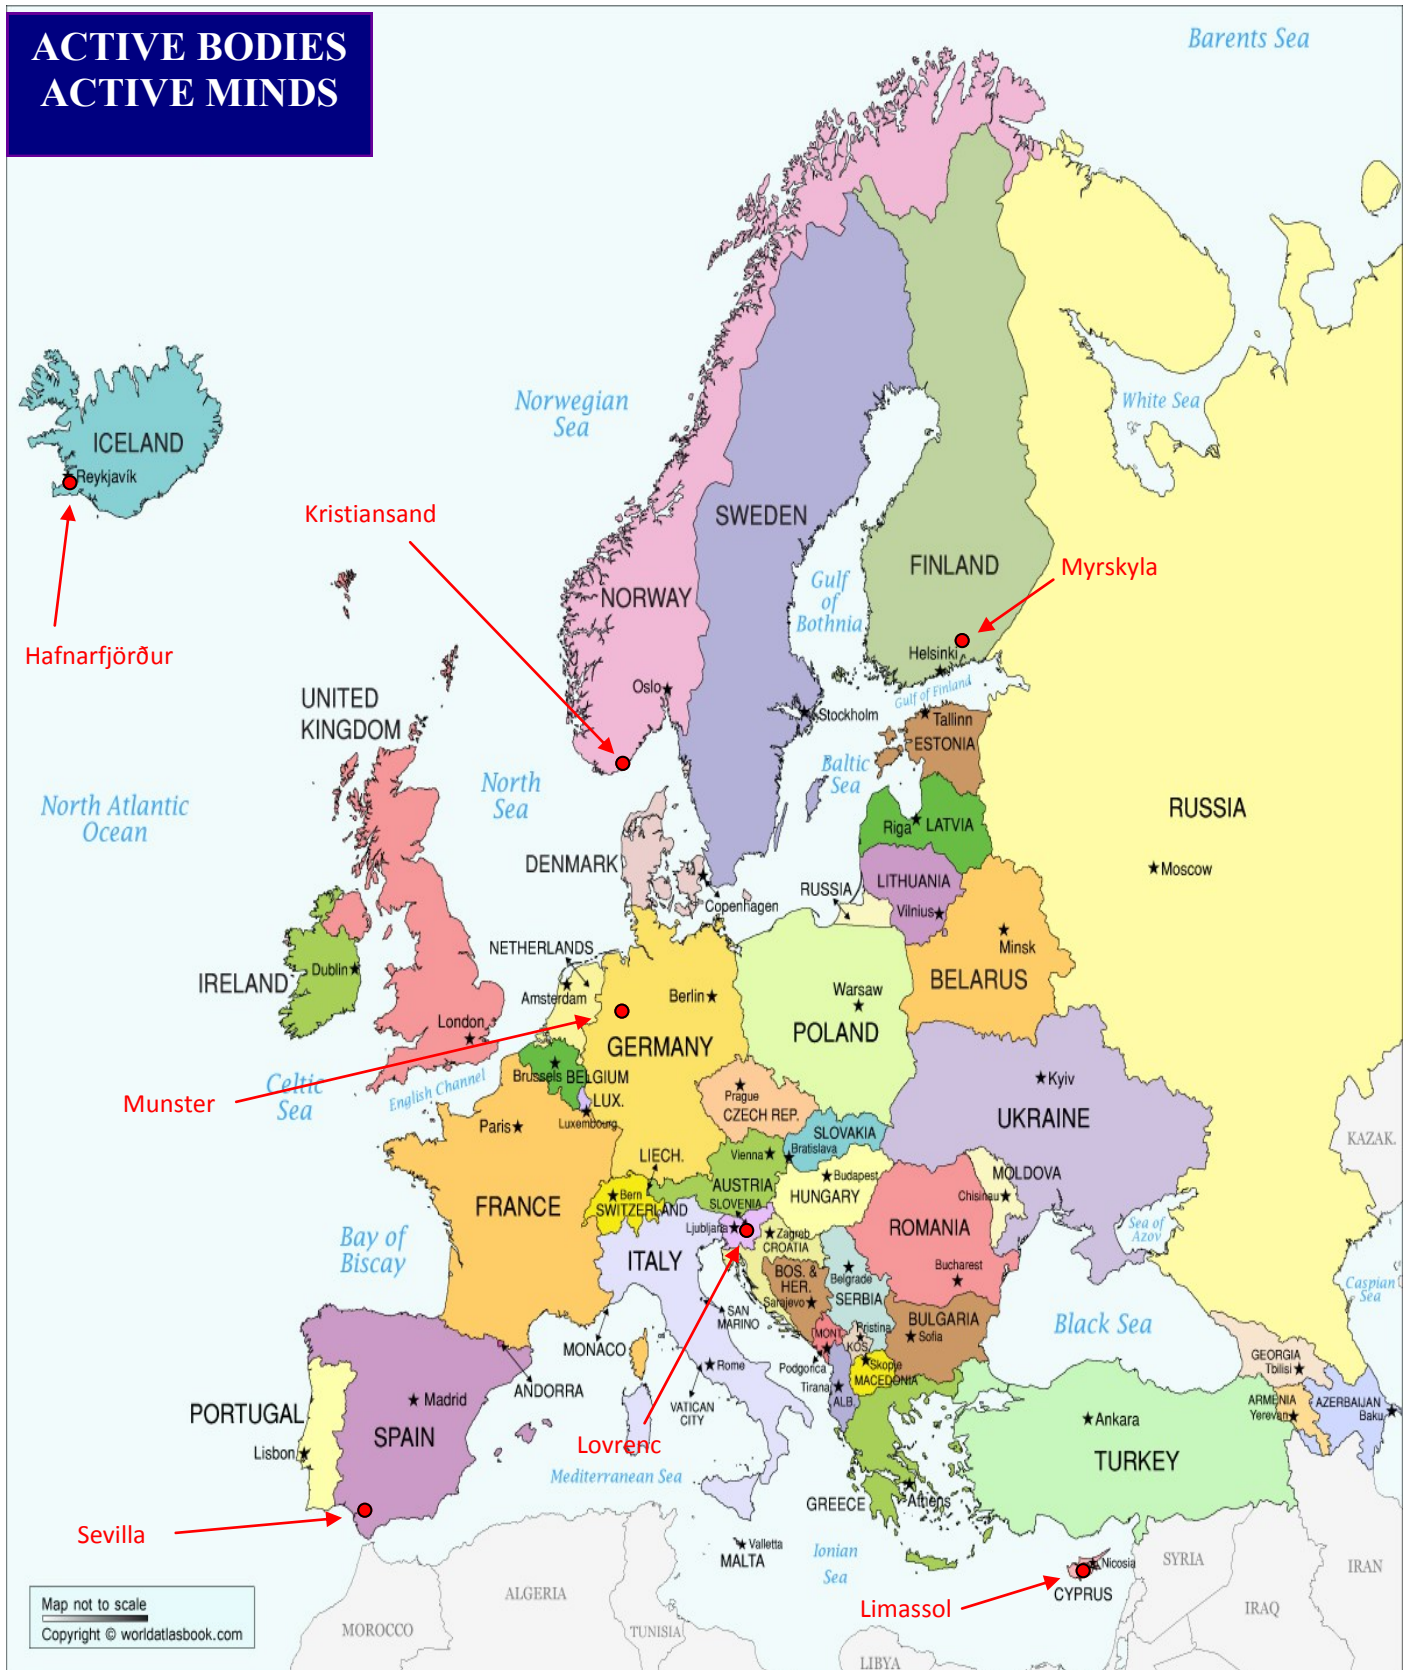 ACTIVE BODIES
ACTIVE MINDS
Barents Sea
Norwegian
Sea
White Sea
ICELAND
Reykjavík
Kristiansand
SWEDEN
FINLAND
Myrskyla
Gulf
of
Bothnia
NORWAY
Hafnarfjörður
Helsinki
Oslo
Gulf of Finland
UNITED
KINGDOM
Stockholm
Tallinn
ESTONIA
Baltic
Sea
North
Sea
North Atlantic
Ocean
RUSSIA
Riga
LATVIA
DENMARK
Moscow
LITHUANIA
RUSSIA
Copenhagen
Vilnius
Minsk
NETHERLANDS
IRELAND
Dublin
BELARUS
Amsterdam
Berlin
Warsaw
POLAND
London
GERMANY
Celtic
Sea
English Channel
Brussels
BELGIUM
Kyiv
Munster
LUX.
Prague
CZECH REP.
UKRAINE
Luxembourg
Paris
SLOVAKIA
Bratislava
KAZAK.
LIECH.
Vienna
Budapest
MOLDOVA
AUSTRIA
Bern
SWITZERLAND
SLOVENIA
HUNGARY
Chisinau
FRANCE
Ljubljana
Zagreb
CROATIA
ROMANIA
Sea of
Azov
Bay of
Biscay
ITALY
BOS. &
HER.
Belgrade
Bucharest
Caspian
Sea
Sarajevo
SERBIA
SAN
MARINO
BULGARIA
Black Sea
MONT.
Pristina
KOS.
Sofia
MONACO
GEORGIA
Tbilisi
Rome
Podgorica
Skopje
MACEDONIA
ANDORRA
Tirana
ALB.
Madrid
VATICAN
CITY
ARMENIA
Yerevan
AZERBAIJAN
Baku
PORTUGAL
Ankara
SPAIN
Lisbon
Lovrenc
TURKEY
Mediterranean Sea
GREECE
Athens
Sevilla
Valletta
MALTA
Ionian
Sea
Nicosia
SYRIA
IRAN
ALGERIA
CYPRUS
Limassol
IRAQ
Map not to scale
Copyright © worldatlasbook.com
MOROCCO
TUNISIA
LIBYA